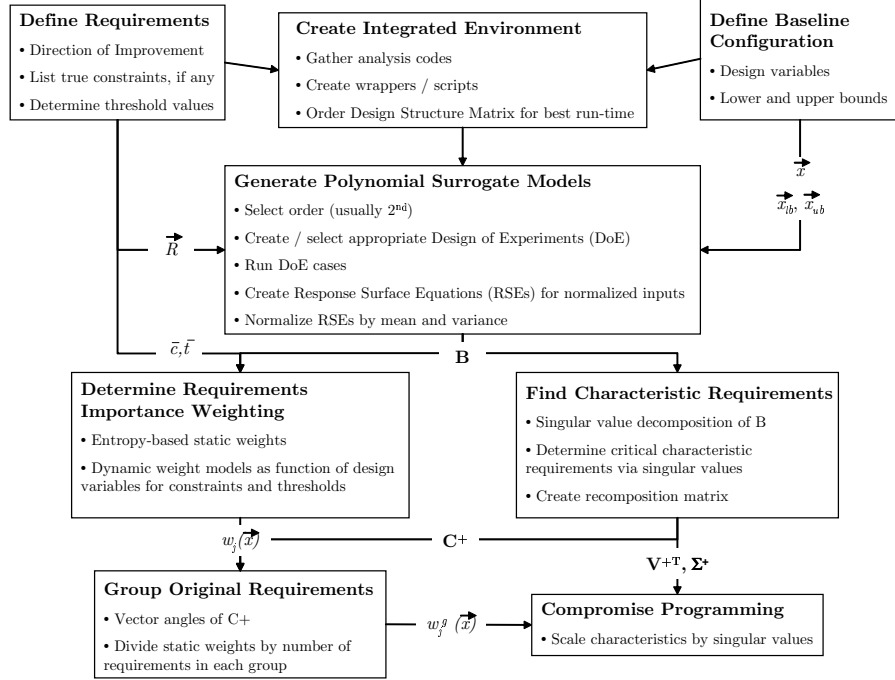 Define Requirements
• Direction of Improvement
• List true constraints, if any
• Determine threshold values
Create Integrated Environment
• Gather analysis codes
• Create wrappers / scripts
• Order Design Structure Matrix for best run-time
Define Baseline
Configuration
• Design variables
• Lower and upper bounds
x⃗
x⃗_lb, x⃗_ub
Generate Polynomial Surrogate Models
• Select order (usually 2nd)
• Create / select appropriate Design of Experiments (DoE)
• Run DoE cases
• Create Response Surface Equations (RSEs) for normalized inputs
• Normalize RSEs by mean and variance
R⃗
c̄,t̄
B
Determine Requirements
Importance Weighting
• Entropy-based static weights
• Dynamic weight models as function of design
variables for constraints and thresholds
Find Characteristic Requirements
• Singular value decomposition of B
• Determine critical characteristic
requirements via singular values
• Create recomposition matrix
w_j(x⃗)
C⁺
V⁺ᵀ, Σ⁺
Group Original Requirements
• Vector angles of C+
• Divide static weights by number of
requirements in each group
w_j^g (x⃗)
Compromise Programming
• Scale characteristics by singular values